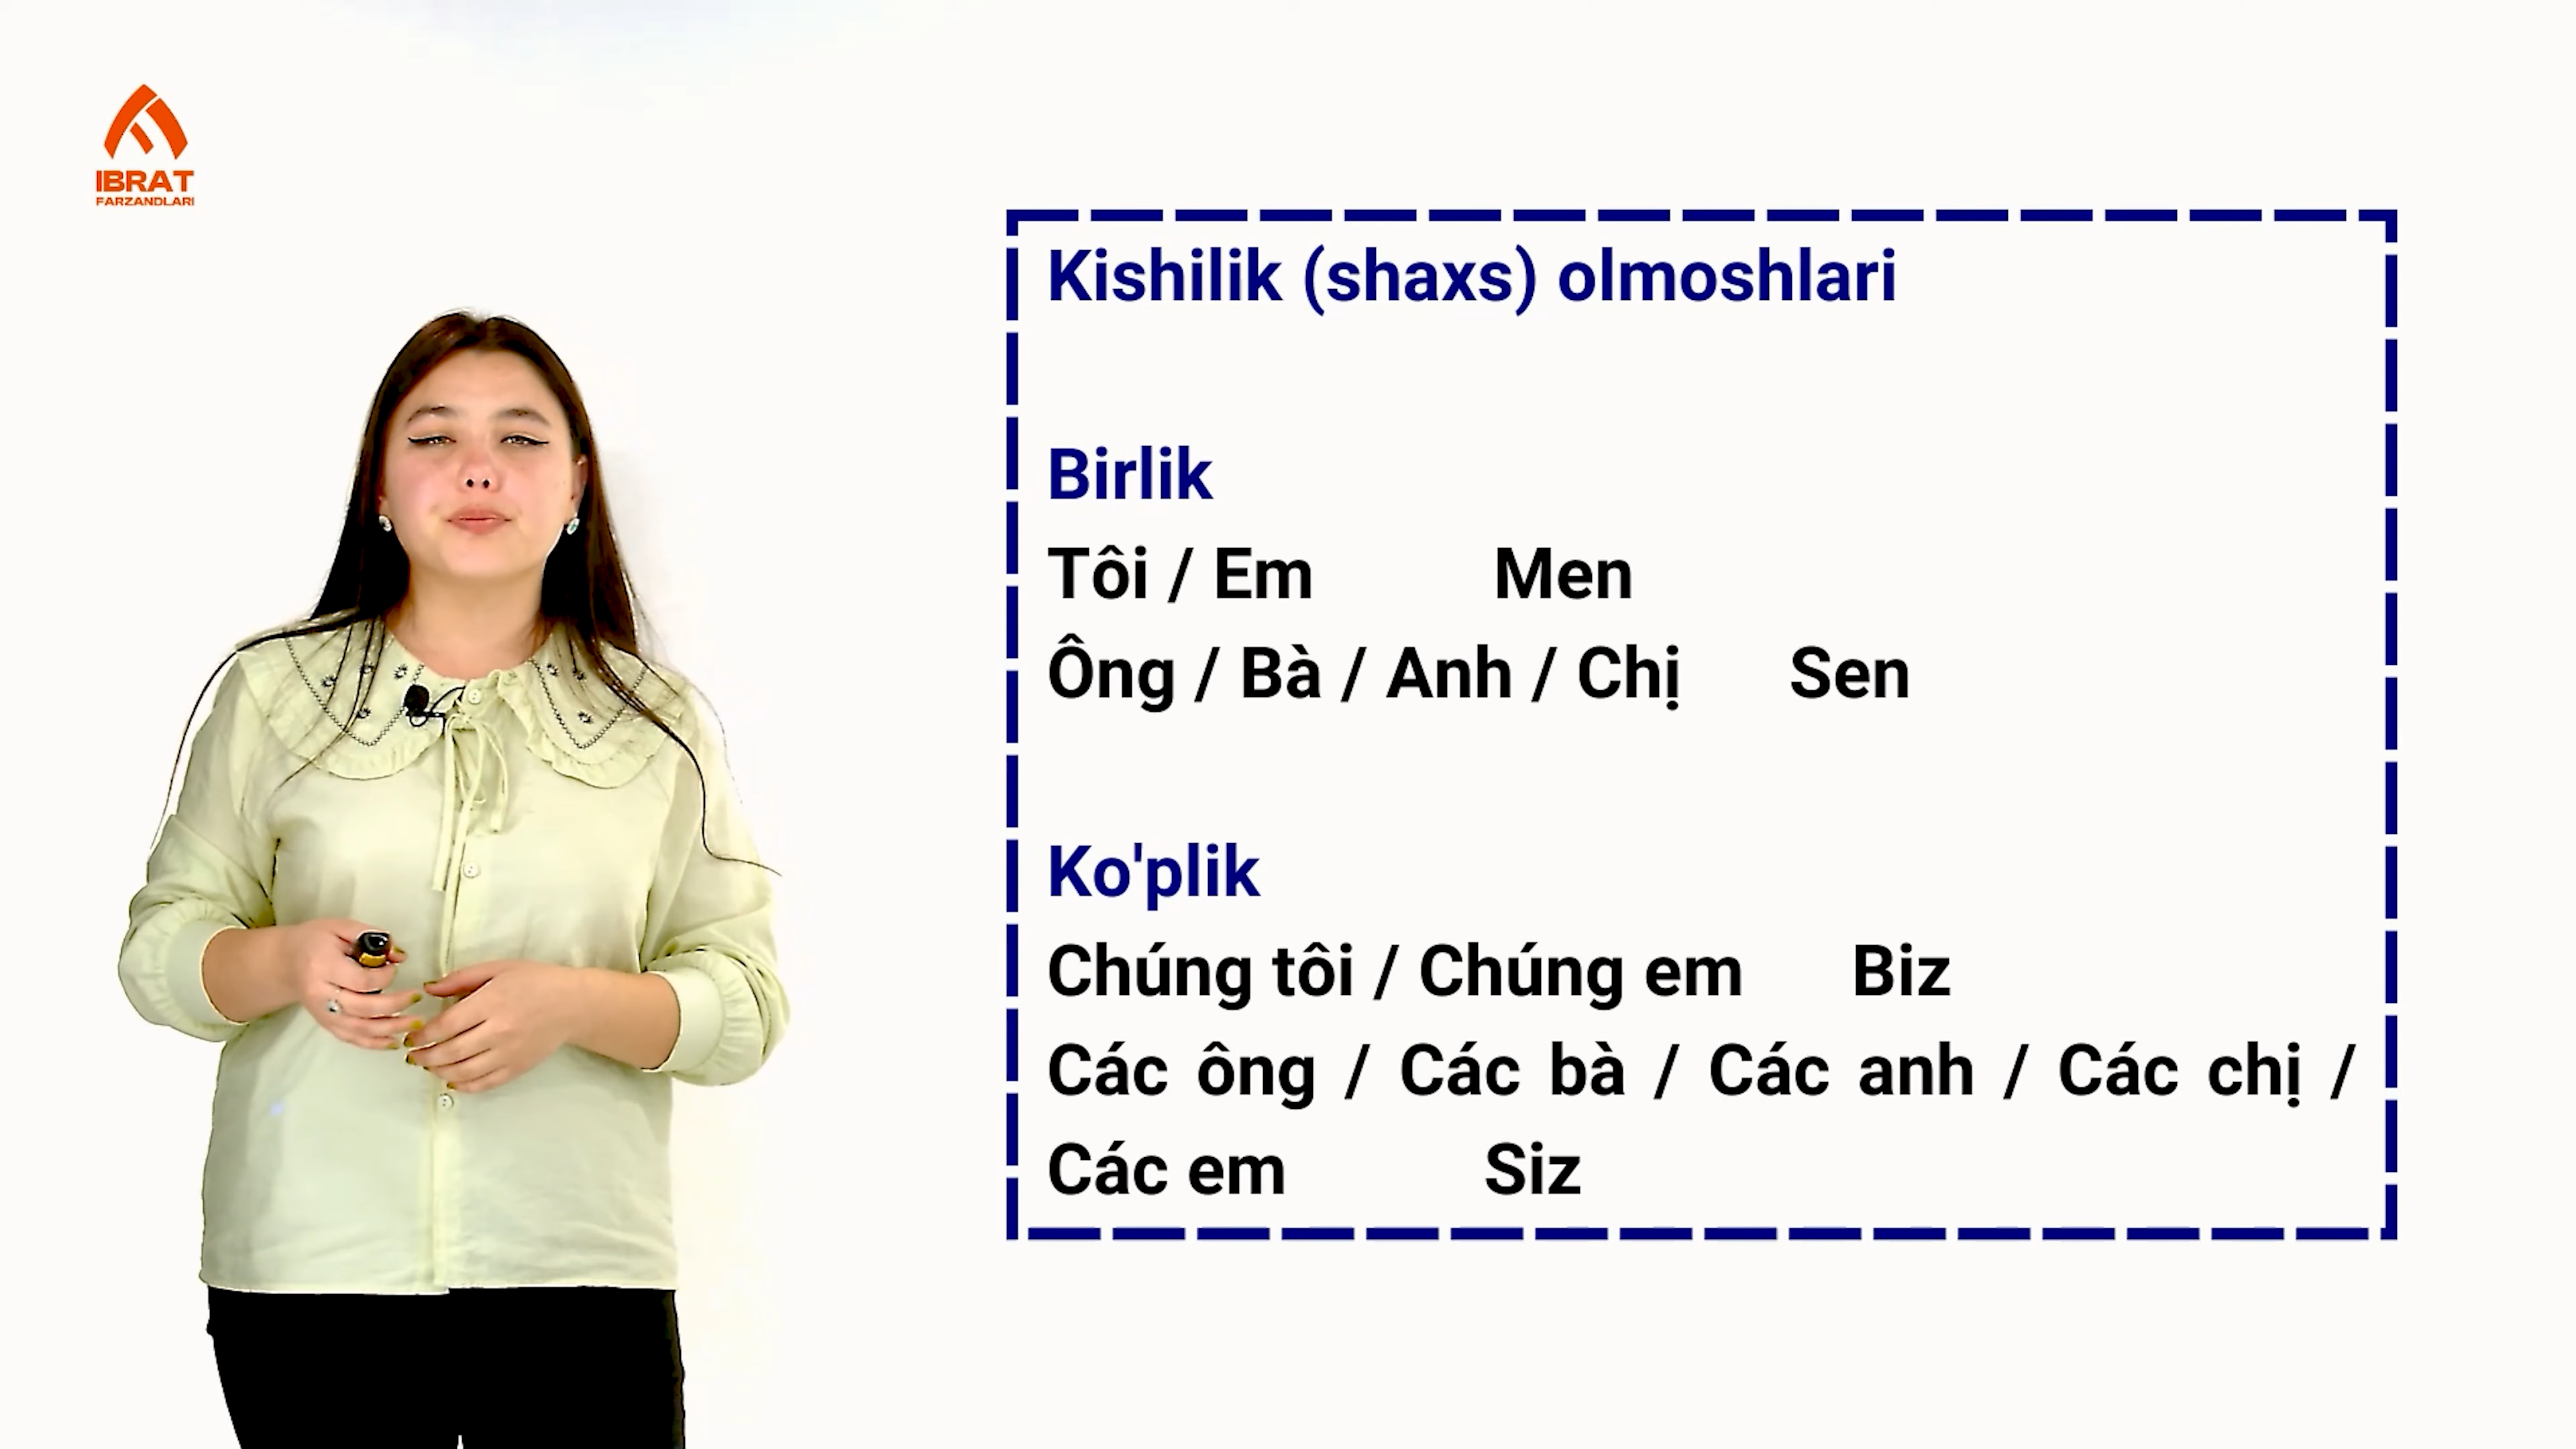 IBRAT
FARZANDLARI
Kishilik (shaxs) olmoshlari
Birlik
Tôi / Em Men
Ông / Bà / Anh / Chị Sen
Ko'plik
Chúng tôi / Chúng em Biz
Các ông / Các bà / Các anh / Các chị /
Các em Siz